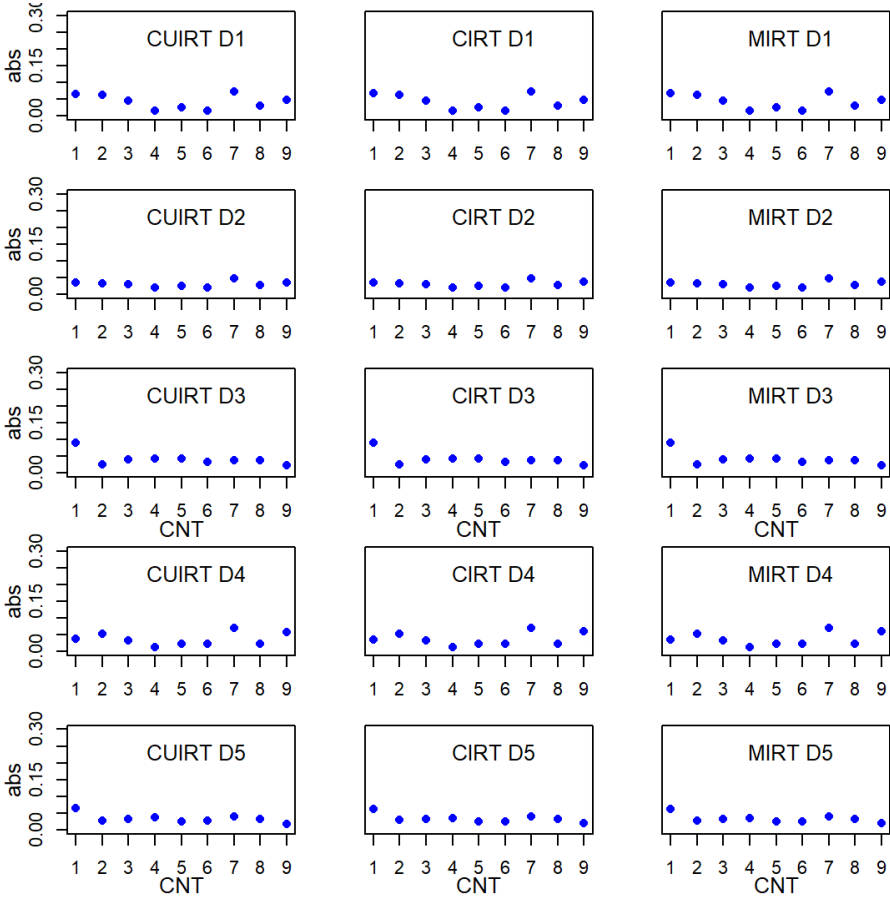 abs
0.00 0.15 0.30
CUIRT D1
1 2 3 4 5 6 7 8 9
CIRT D1
1 2 3 4 5 6 7 8 9
MIRT D1
1 2 3 4 5 6 7 8 9
abs
0.00 0.15 0.30
CUIRT D2
1 2 3 4 5 6 7 8 9
CIRT D2
1 2 3 4 5 6 7 8 9
MIRT D2
1 2 3 4 5 6 7 8 9
abs
0.00 0.15 0.30
CUIRT D3
1 2 3 4 5 6 7 8 9
CNT
CIRT D3
1 2 3 4 5 6 7 8 9
CNT
MIRT D3
1 2 3 4 5 6 7 8 9
CNT
abs
0.00 0.15 0.30
CUIRT D4
1 2 3 4 5 6 7 8 9
CIRT D4
1 2 3 4 5 6 7 8 9
MIRT D4
1 2 3 4 5 6 7 8 9
abs
0.00 0.15 0.30
CUIRT D5
1 2 3 4 5 6 7 8 9
CNT
CIRT D5
1 2 3 4 5 6 7 8 9
CNT
MIRT D5
1 2 3 4 5 6 7 8 9
CNT